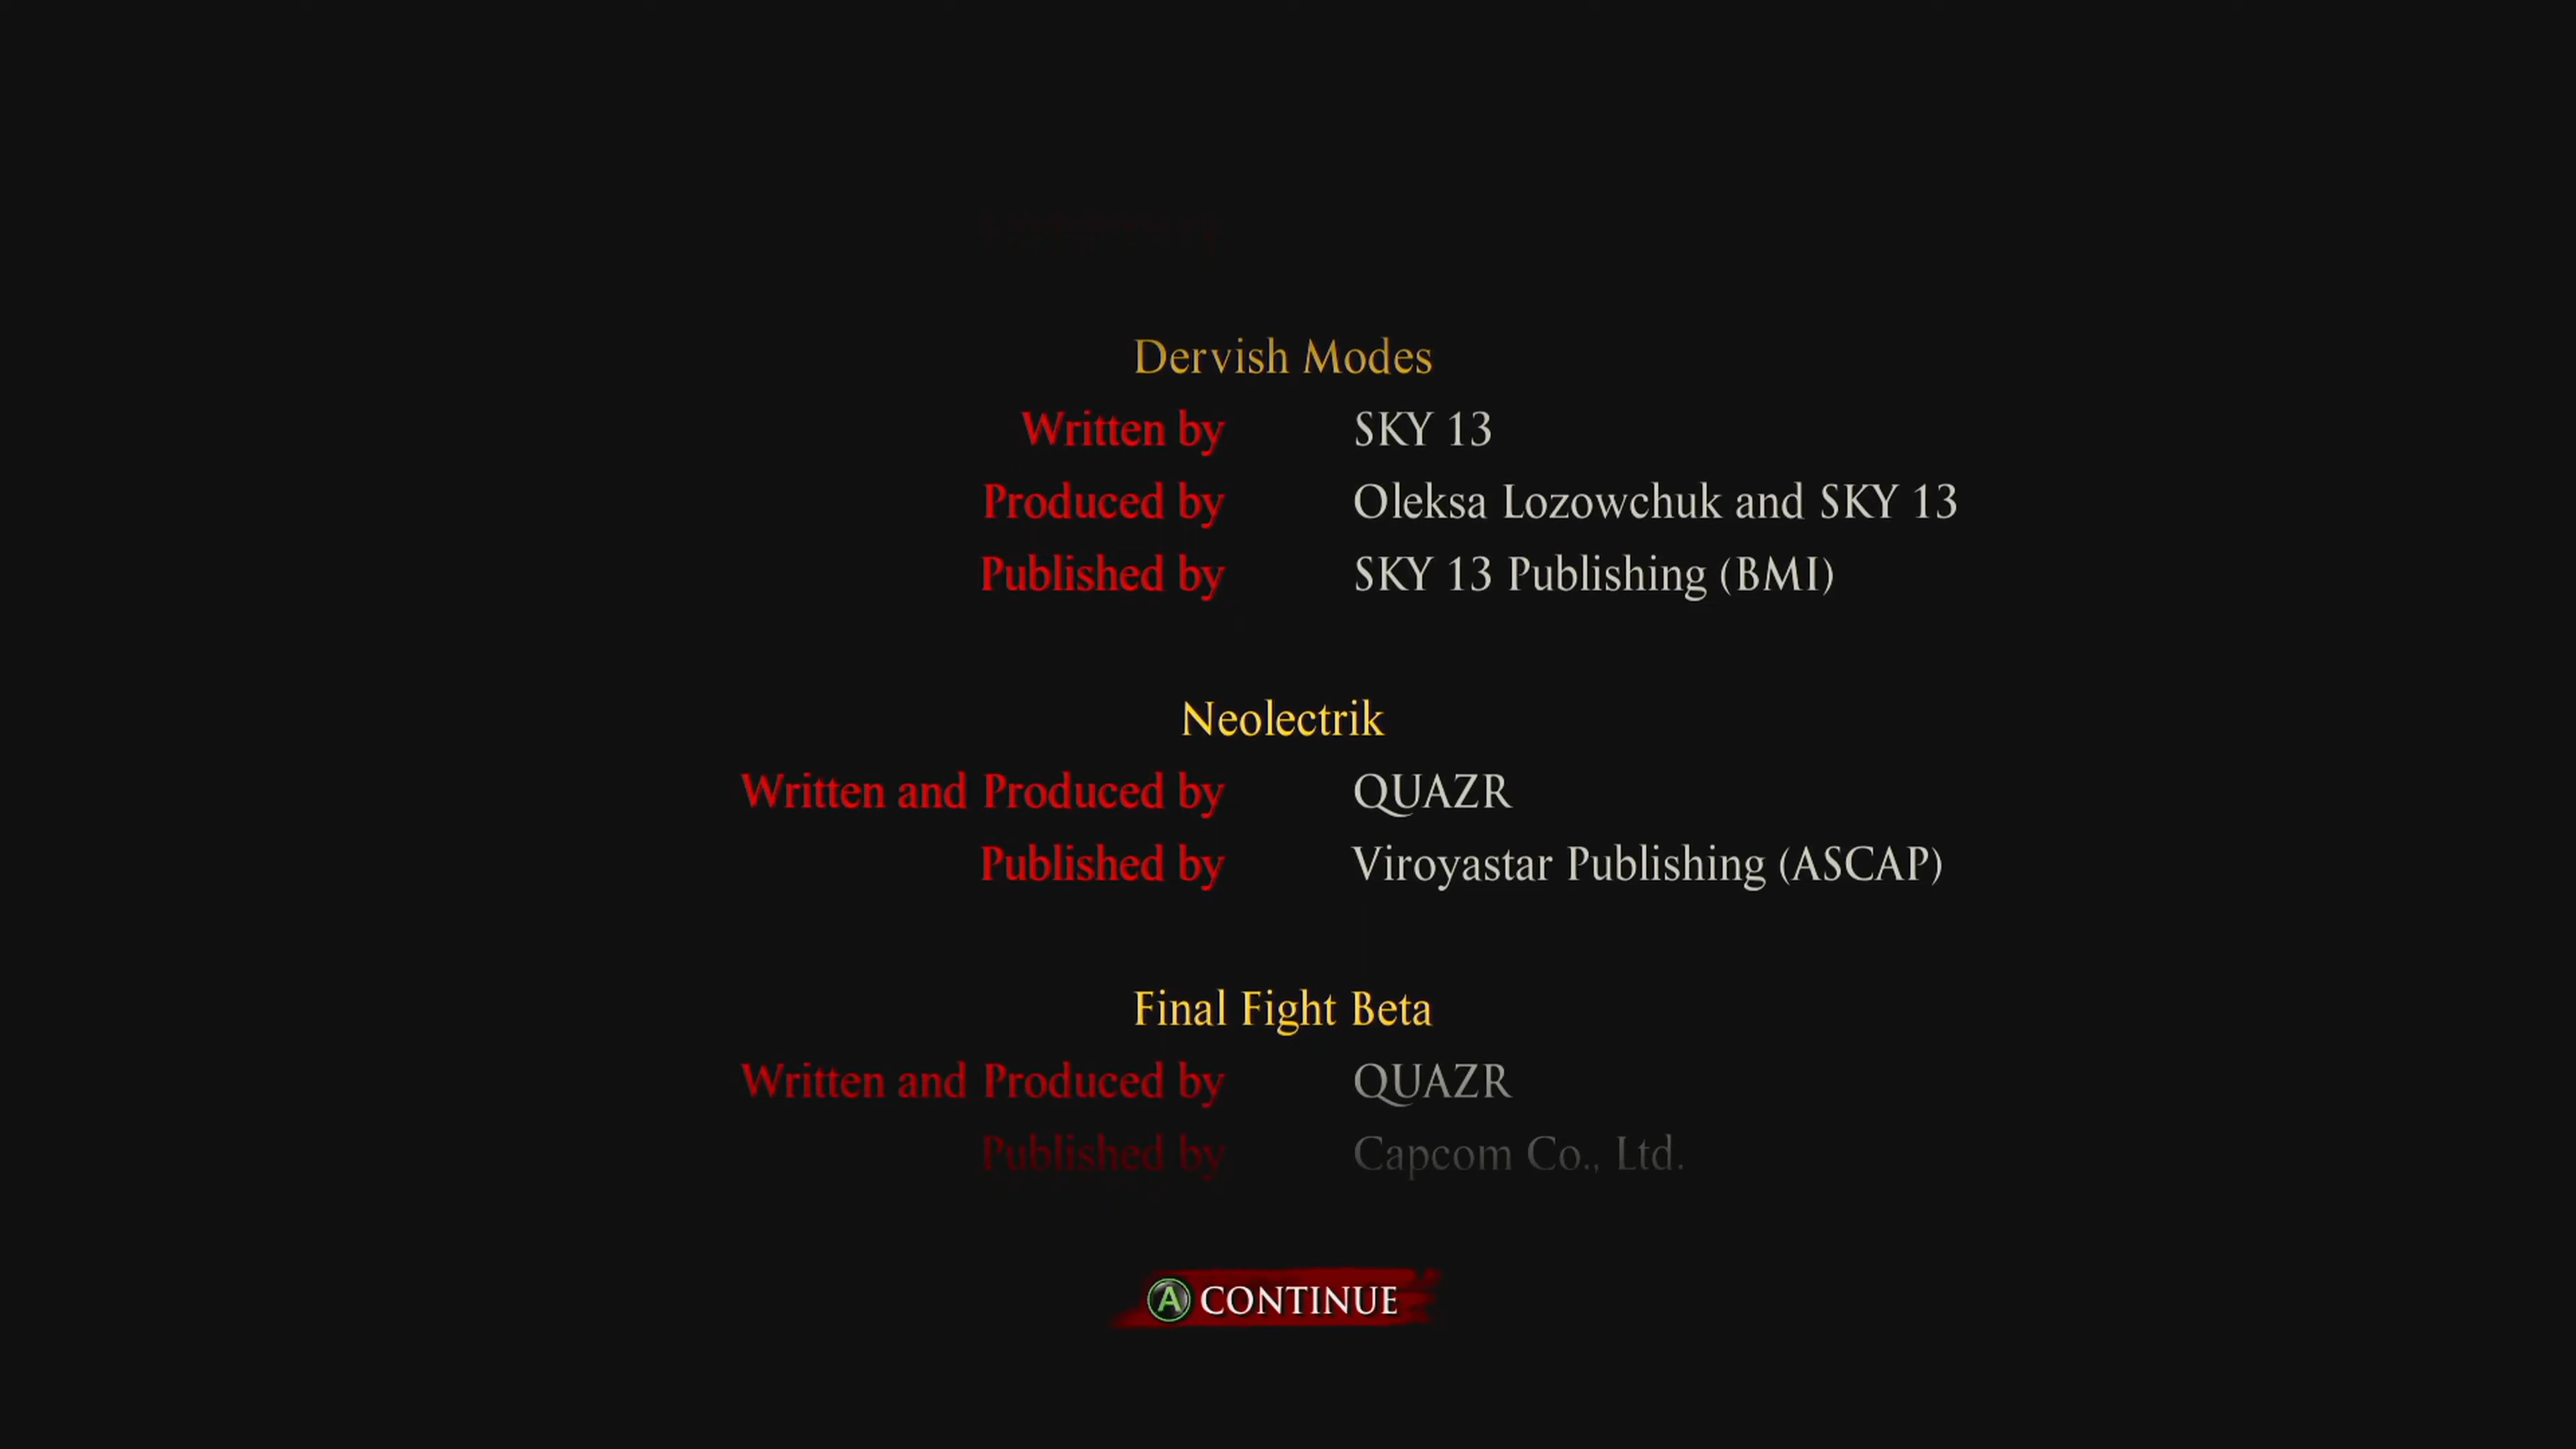 Dervish Modes
Written by SKY 13
Produced by Oleksa Lozowchuk and SKY 13
Published by SKY 13 Publishing (BMI)
Neolectrik
Written and Produced by QUAZR
Published by Viroyastar Publishing (ASCAP)
Final Fight Beta
Written and Produced by QUAZR
Published by Capcom Co., Ltd.
A CONTINUE